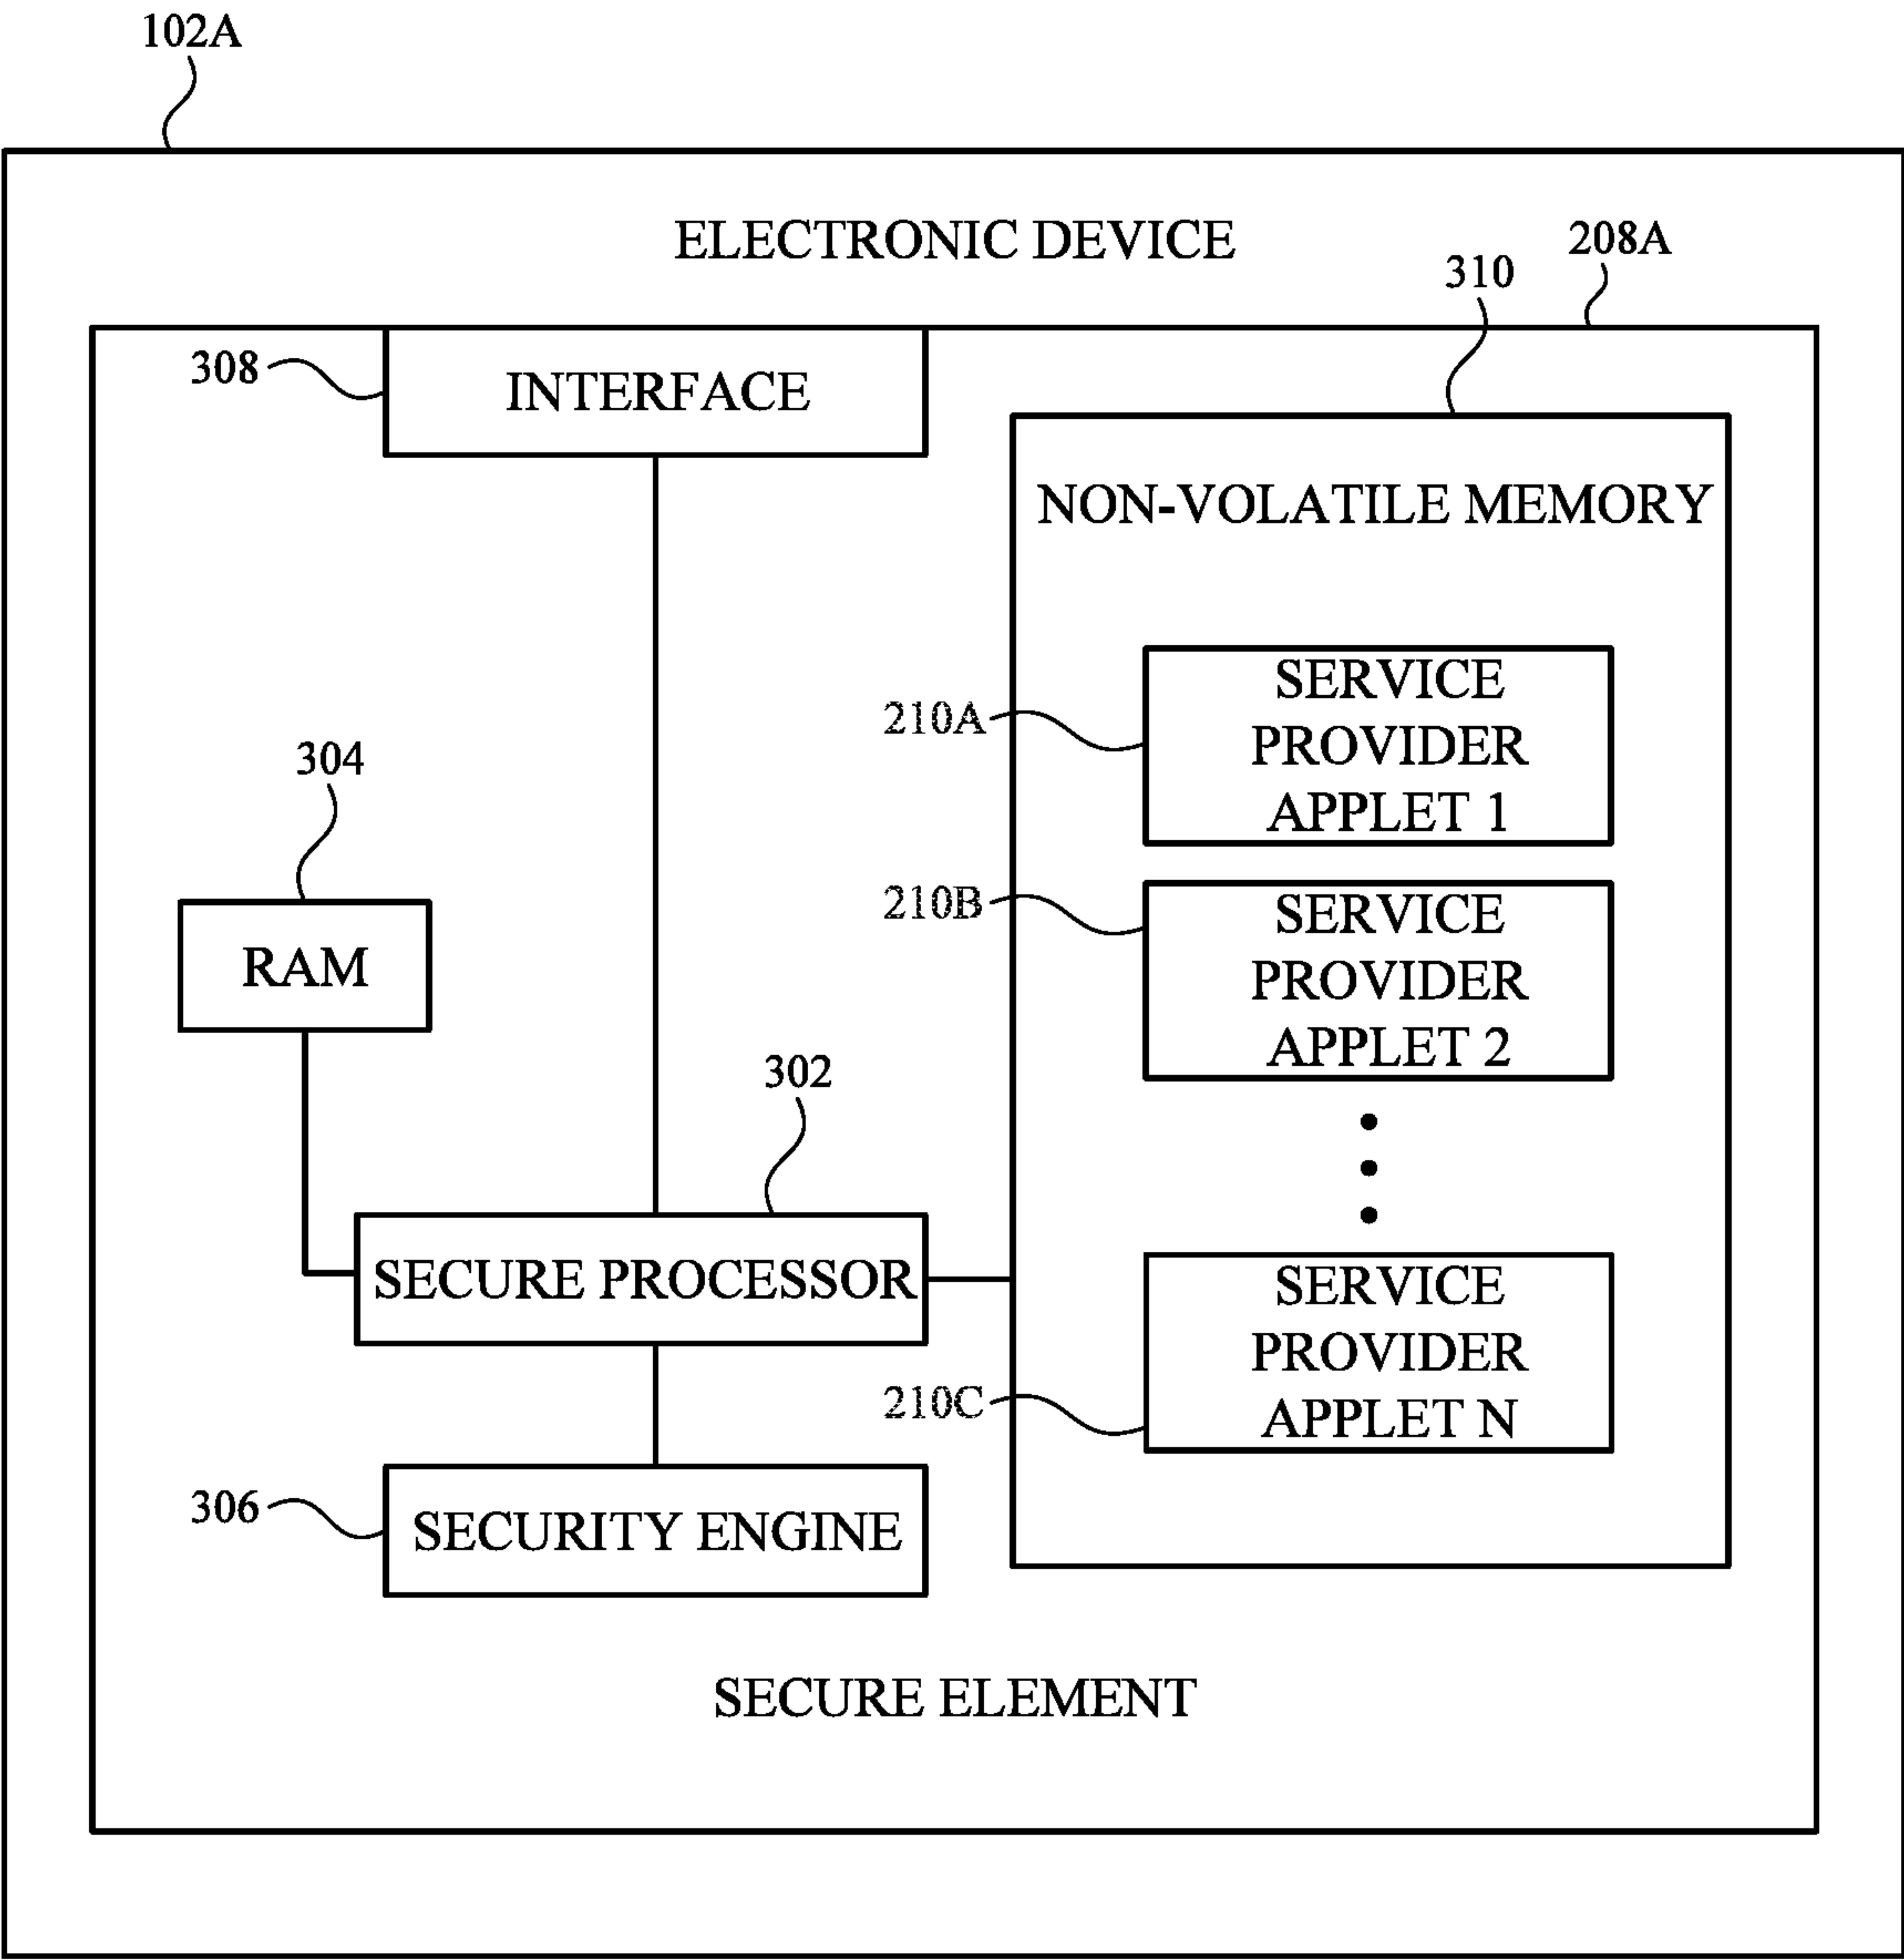 102A
ELECTRONIC DEVICE
208A
310
308
INTERFACE
NON-VOLATILE MEMORY
210A
SERVICE
PROVIDER
APPLET 1
304
RAM
210B
SERVICE
PROVIDER
APPLET 2
302
SECURE PROCESSOR
210C
SERVICE
PROVIDER
APPLET N
306
SECURITY ENGINE
SECURE ELEMENT